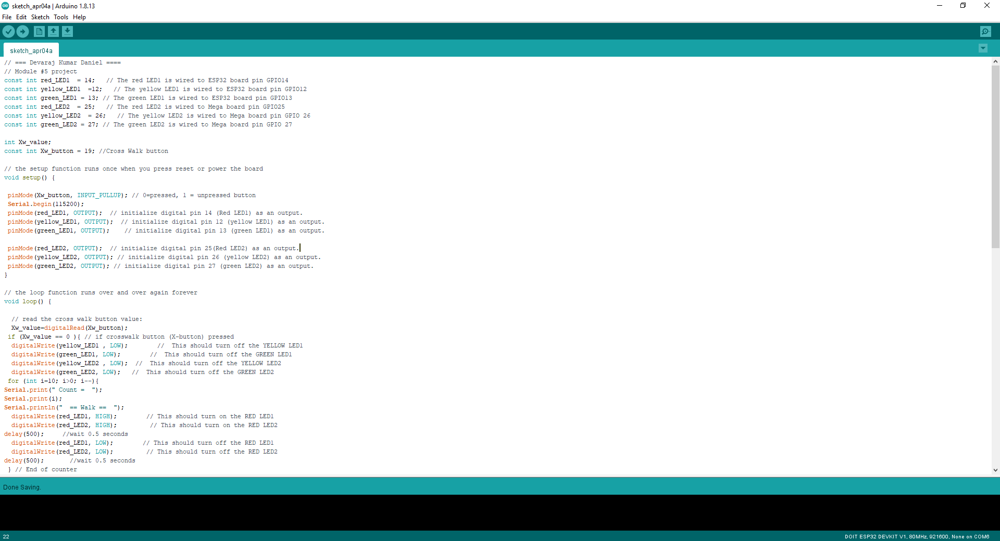 sketch_apr04a | Arduino 1.8.13
File Edit Sketch Tools Help
sketch_apr04a
// === Devaraj Kumar Daniel ====
// Module #5 project
const int red_LED1  = 14;   // The red LED1 is wired to ESP32 board pin GPIO14
const int yellow_LED1  =12;   // The yellow LED1 is wired to ESP32 board pin GPIO12
const int green_LED1 = 13; // The green LED1 is wired to ESP32 board pin GPIO13
const int red_LED2  = 25;   // The red LED2 is wired to Mega board pin GPIO25
const int yellow_LED2  = 26;   // The yellow LED2 is wired to Mega board pin GPIO 26
const int green_LED2 = 27; // The green LED2 is wired to Mega board pin GPIO 27
int Xw_value;
const int Xw_button = 19; //Cross Walk button
// the setup function runs once when you press reset or power the board
void setup() {
 pinMode(Xw_button, INPUT_PULLUP); // 0=pressed, 1 = unpressed button
 Serial.begin(115200);
 pinMode(red_LED1, OUTPUT);  // initialize digital pin 14 (Red LED1) as an output.
 pinMode(yellow_LED1, OUTPUT);  // initialize digital pin 12 (yellow LED1) as an output.
 pinMode(green_LED1, OUTPUT);    // initialize digital pin 13 (green LED1) as an output.
 pinMode(red_LED2, OUTPUT);  // initialize digital pin 25(Red LED2) as an output.
 pinMode(yellow_LED2, OUTPUT); // initialize digital pin 26 (yellow LED2) as an output.
 pinMode(green_LED2, OUTPUT); // initialize digital pin 27 (green LED2) as an output.
}
// the loop function runs over and over again forever
void loop() {
  // read the cross walk button value:
  Xw_value=digitalRead(Xw_button);
 if (Xw_value == 0 ){ // if crosswalk button (X-button) pressed
  digitalWrite(yellow_LED1 , LOW);        //  This should turn off the YELLOW LED1
  digitalWrite(green_LED1, LOW);        //  This should turn off the GREEN LED1
  digitalWrite(yellow_LED2 , LOW);  //  This should turn off the YELLOW LED2
  digitalWrite(green_LED2, LOW);   //  This should turn off the GREEN LED2
 for (int i=10; i>0; i--){
Serial.print(" Count =  ");
Serial.print(i);
Serial.println("  == Walk ==  ");
  digitalWrite(red_LED1, HIGH);        // This should turn on the RED LED1
  digitalWrite(red_LED2, HIGH);         // This should turn on the RED LED2
delay(500);     //wait 0.5 seconds
  digitalWrite(red_LED1, LOW);        // This should turn off the RED LED1
  digitalWrite(red_LED2, LOW);         // This should turn off the RED LED2
delay(500);       //wait 0.5 seconds
 } // End of counter
Done Saving.
22
DOIT ESP32 DEVKIT V1, 80MHz, 921600, None on COM6